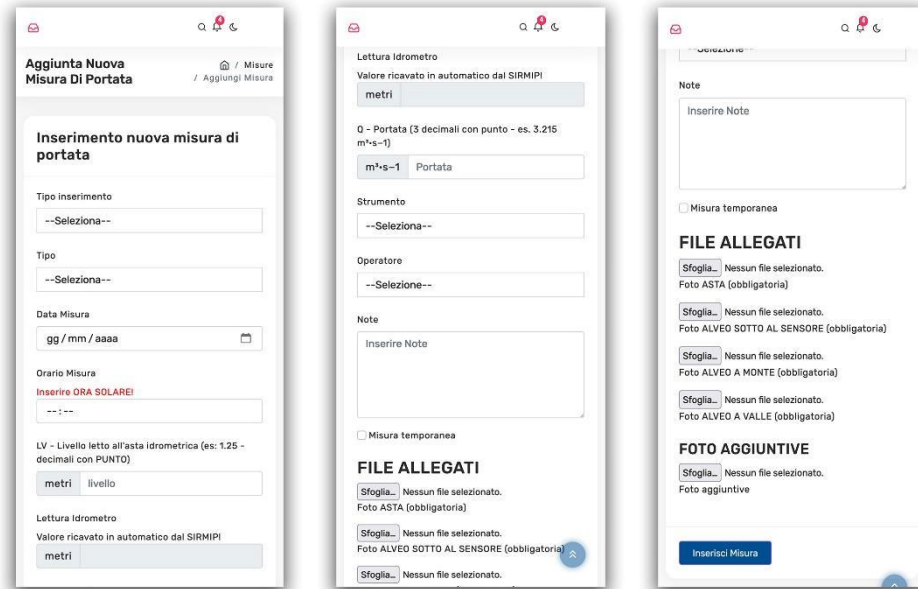 4
Aggiunta Nuova
Misura Di Portata
/ Misure
/ Aggiungi Misura
Inserimento nuova misura di
portata
Tipo inserimento
--Seleziona--
Tipo
--Seleziona--
Data Misura
gg/mm/aaaa
Orario Misura
Inserire ORA SOLARE!
--:--
LV - Livello letto all'asta idrometrica (es: 1.25 -
decimali con PUNTO)
metri livello
Lettura Idrometro
Valore ricavato in automatico dal SIRMIP!
metri
4
Lettura Idrometro
Valore ricavato in automatico dal SIRMIP!
metri
Q - Portata (3 decimali con punto - es. 3.215
m³·s−1)
m³·s−1 Portata
Strumento
--Seleziona--
Operatore
--Selezione--
Note
Inserire Note
Misura temporanea
FILE ALLEGATI
Sfoglia… Nessun file selezionato.
Foto ASTA (obbligatoria)
Sfoglia… Nessun file selezionato.
Foto ALVEO SOTTO AL SENSORE (obbligatoria)
Sfoglia… Nessun file selezionato.
4
--Selezione--
Note
Inserire Note
Misura temporanea
FILE ALLEGATI
Sfoglia… Nessun file selezionato.
Foto ASTA (obbligatoria)
Sfoglia… Nessun file selezionato.
Foto ALVEO SOTTO AL SENSORE (obbligatoria)
Sfoglia… Nessun file selezionato.
Foto ALVEO A MONTE (obbligatoria)
Sfoglia… Nessun file selezionato.
Foto ALVEO A VALLE (obbligatoria)
FOTO AGGIUNTIVE
Sfoglia… Nessun file selezionato.
Foto aggiuntive
Inserisci Misura